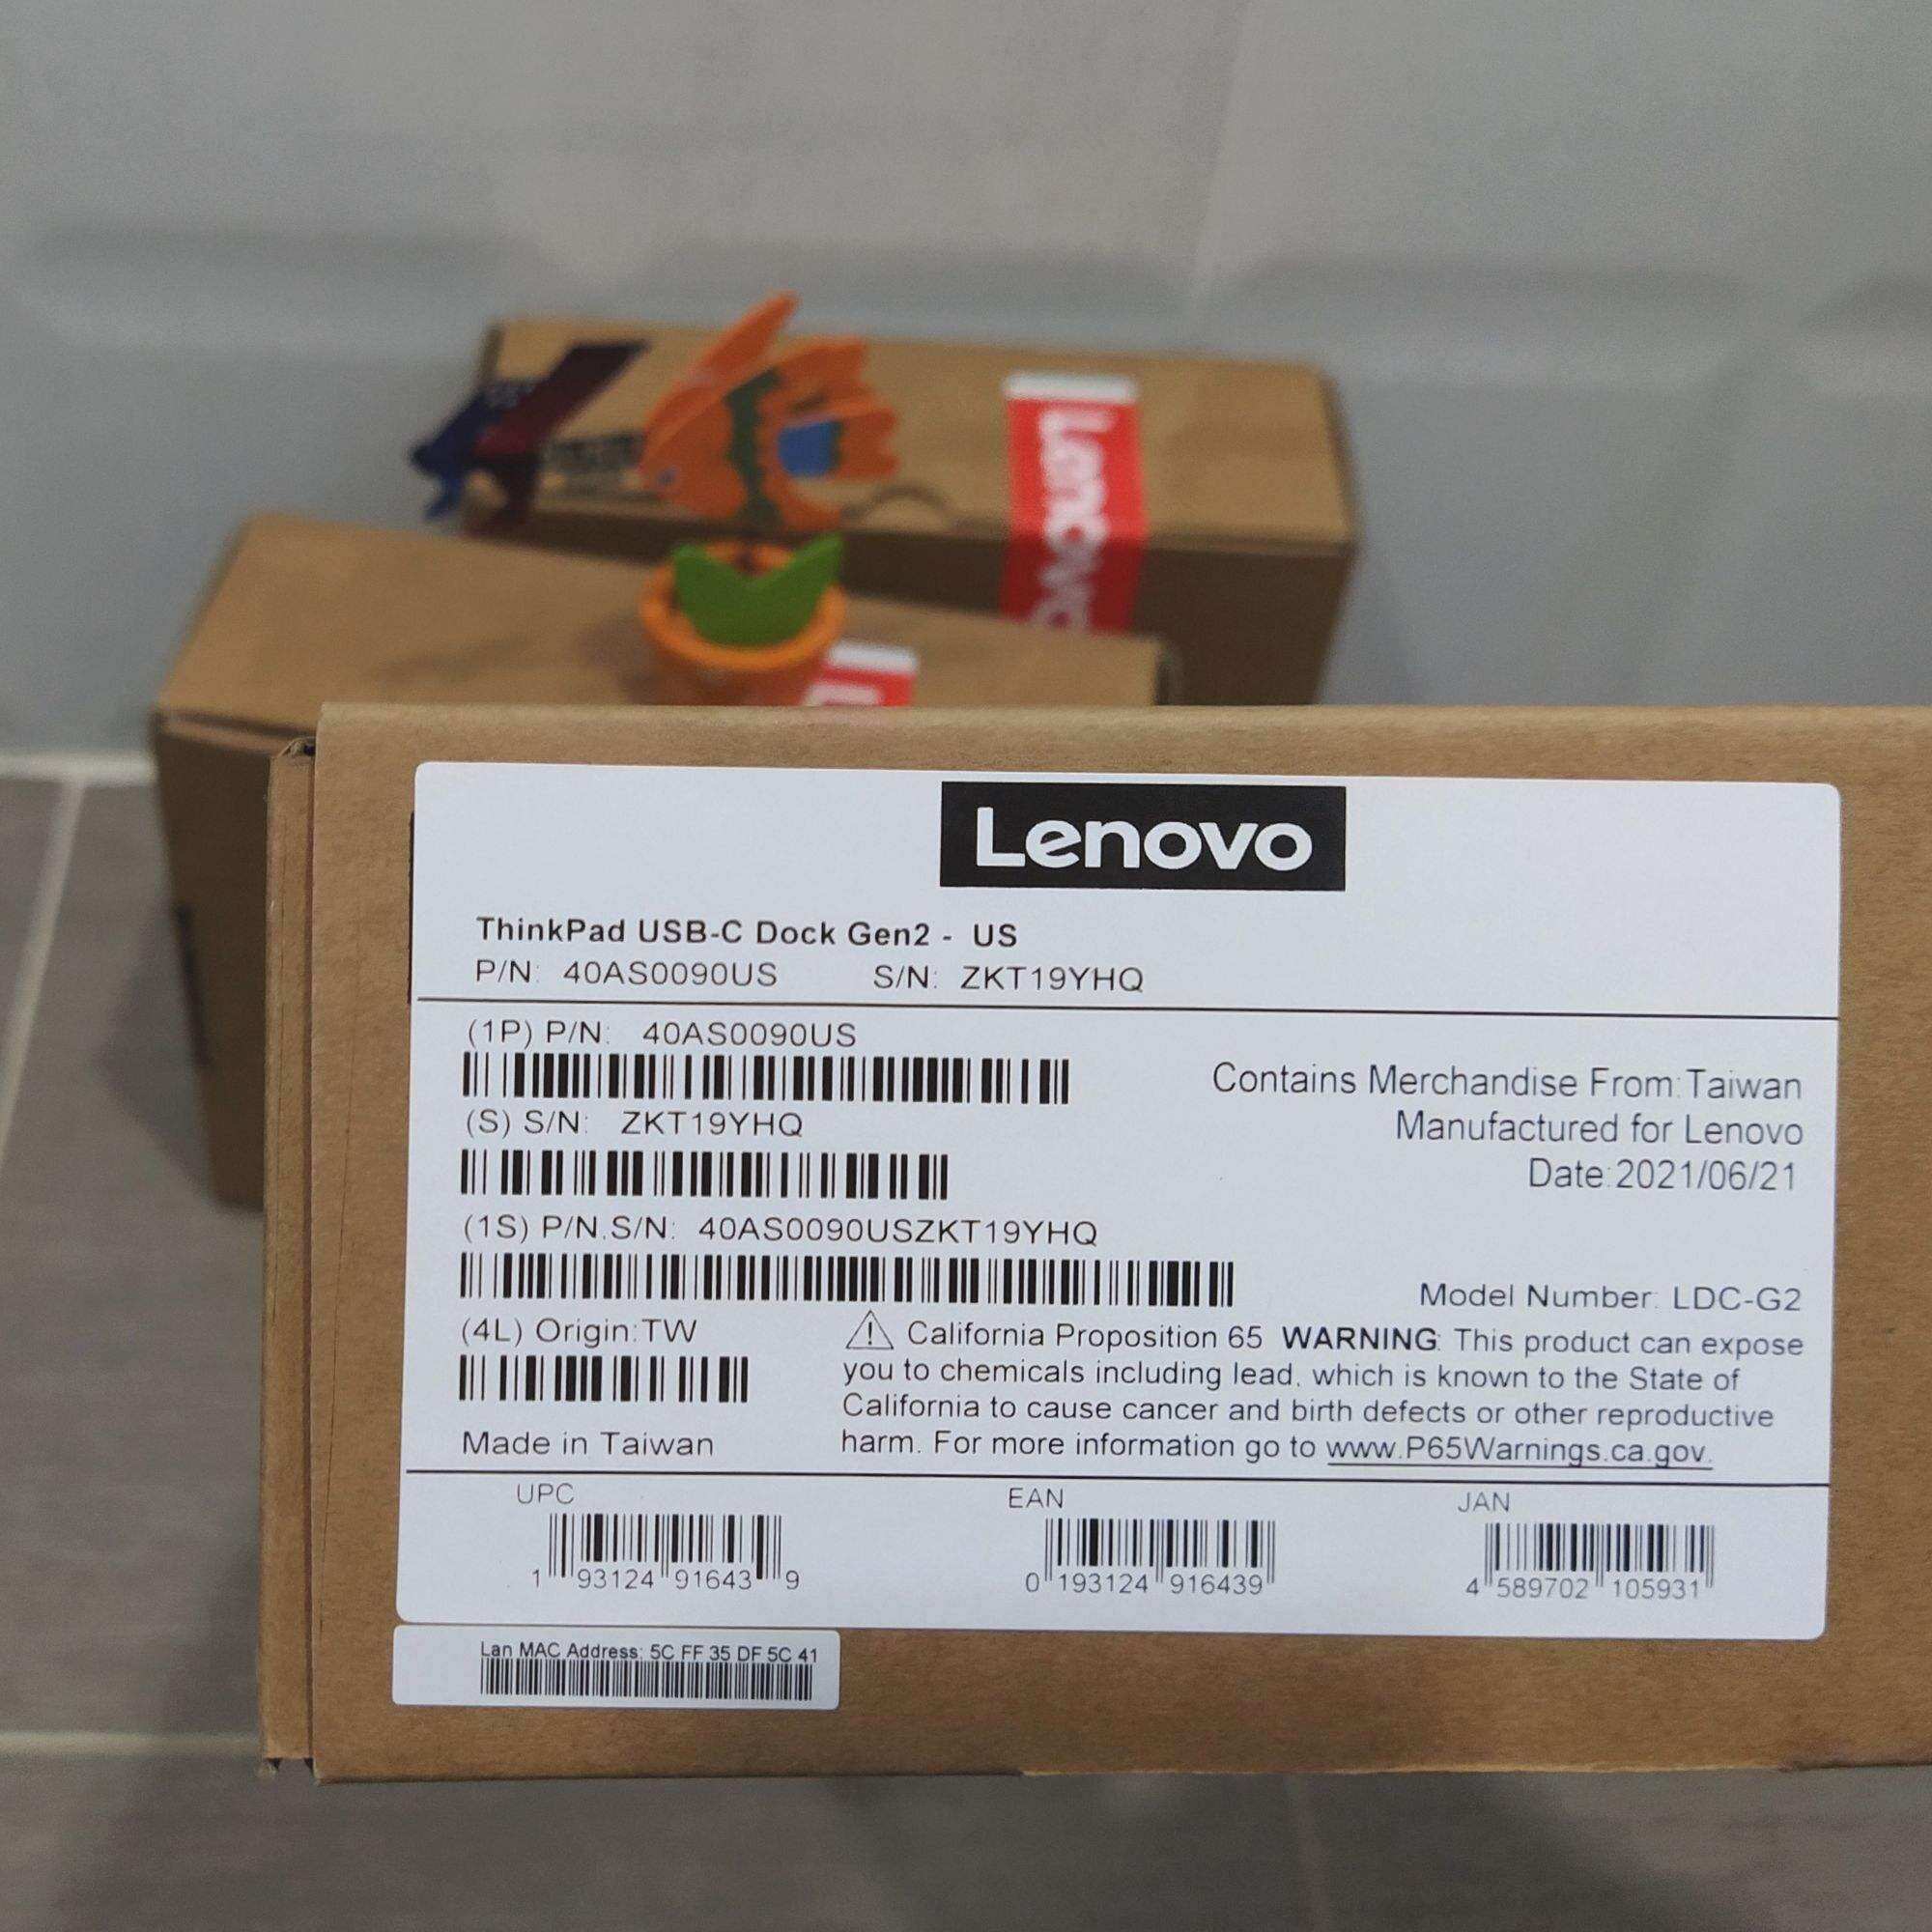 Lenovo
Lenovo
ThinkPad USB-C Dock Gen2 - US
P/N: 40AS0090US S/N: ZKT19YHQ
(1P) P/N: 40AS0090US
(S) S/N: ZKT19YHQ
(1S) P/N.S/N: 40AS0090USZKT19YHQ
(4L) Origin:TW
Made in Taiwan
Contains Merchandise From:Taiwan
Manufactured for Lenovo
Date:2021/06/21
Model Number: LDC-G2
California Proposition 65 WARNING: This product can expose
you to chemicals including lead, which is known to the State of
California to cause cancer and birth defects or other reproductive
harm. For more information go to www.P65Warnings.ca.gov.
UPC
1 93124 91643 9
EAN
0 193124 916439
JAN
4 589702 105931
Lan MAC Address: 5C FF 35 DF 5C 41